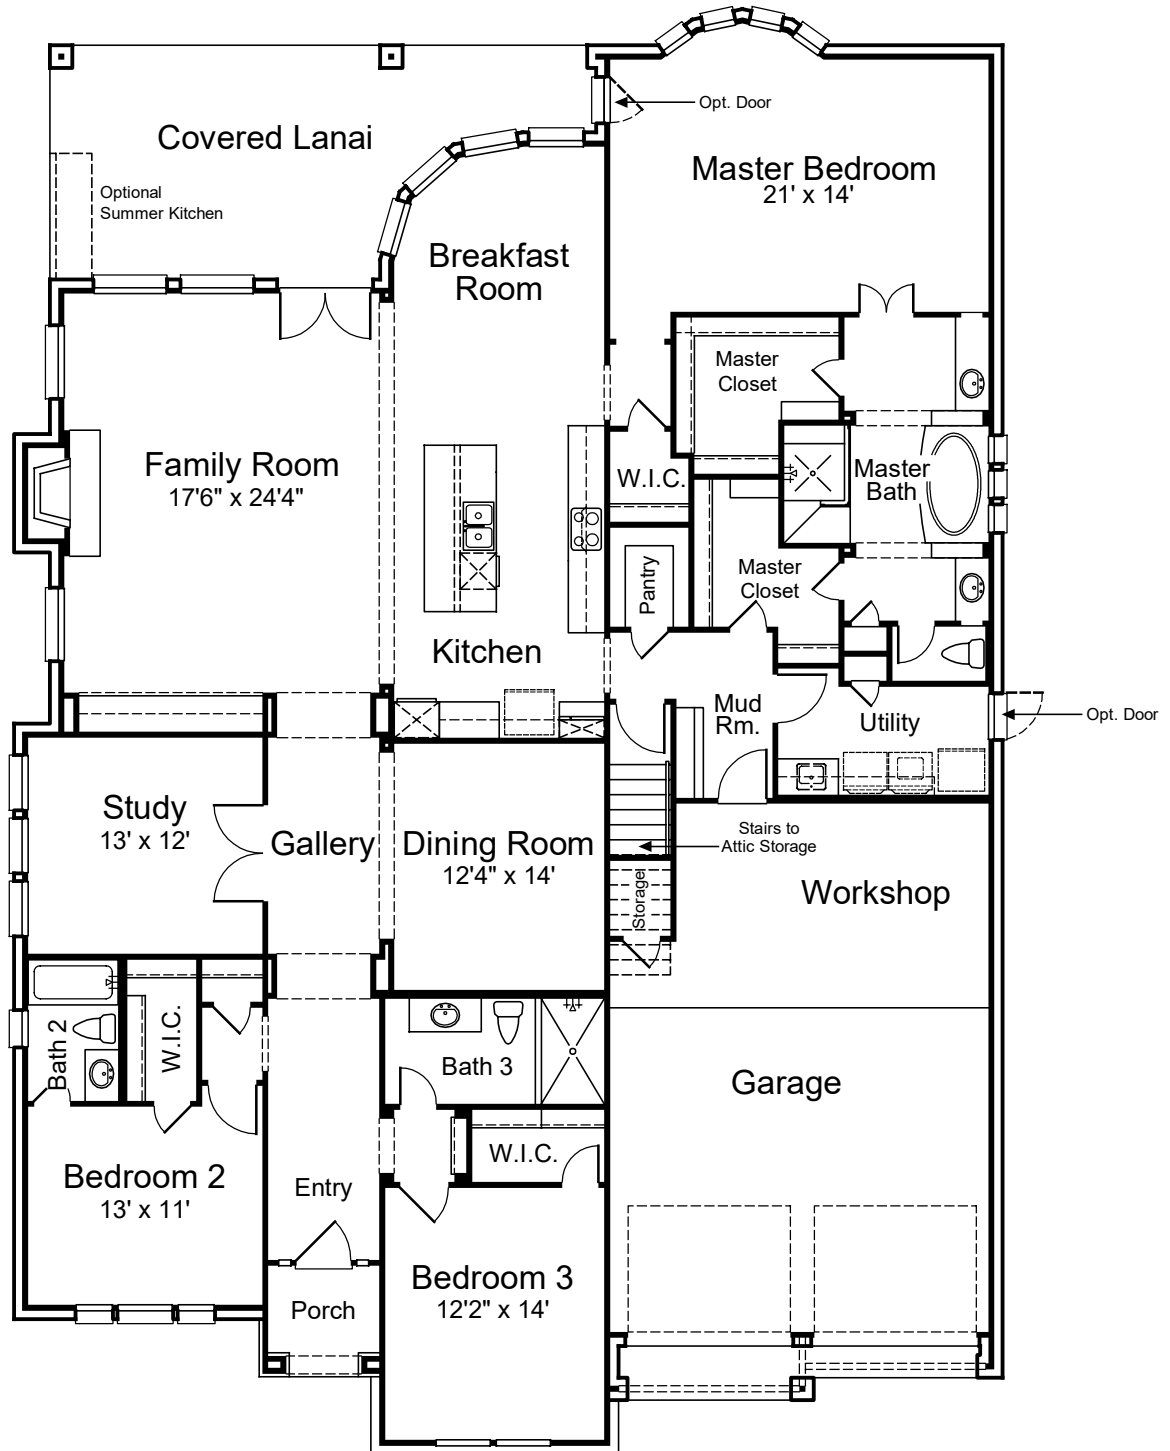 Opt. Door
Covered Lanai
Master Bedroom
21' x 14'
Optional
Summer Kitchen
Breakfast
Room
Master
Closet
Family Room
17'6" x 24'4"
W.I.C.
Master
Bath
Pantry
Master
Closet
Kitchen
Mud
Rm.
Utility
Opt. Door
Study
13' x 12'
Gallery
Dining Room
12'4" x 14'
Stairs to
Attic Storage
Storage
Workshop
Bath 2
W.I.C.
Bath 3
Garage
W.I.C.
Bedroom 2
13' x 11'
Entry
Bedroom 3
12'2" x 14'
Porch